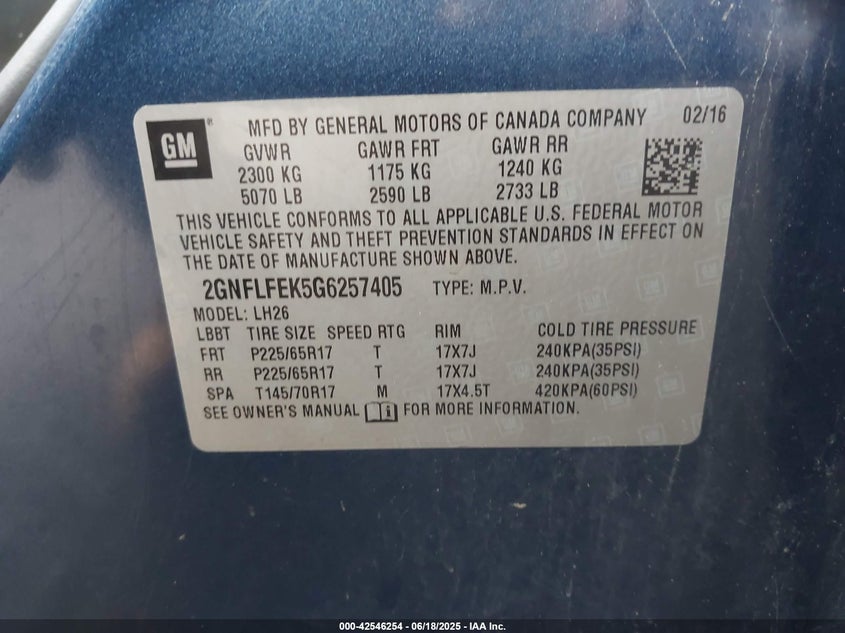 GM
MFD BY GENERAL MOTORS OF CANADA COMPANY 02/16
GVWR GAWR FRT GAWR RR
2300 KG 1175 KG 1240 KG
5070 LB 2590 LB 2733 LB
THIS VEHICLE CONFORMS TO ALL APPLICABLE U.S. FEDERAL MOTOR
VEHICLE SAFETY AND THEFT PREVENTION STANDARDS IN EFFECT ON
THE DATE OF MANUFACTURE SHOWN ABOVE.
2GNFLFEK5G6257405 TYPE: M.P.V.
MODEL: LH26
LBBT TIRE SIZE SPEED RTG RIM COLD TIRE PRESSURE
FRT P225/65R17 T 17X7J 240KPA(35PSI)
RR P225/65R17 T 17X7J 240KPA(35PSI)
SPA T145/70R17 M 17X4.5T 420KPA(60PSI)
SEE OWNER'S MANUAL FOR MORE INFORMATION.
000-42546254 - 06/18/2025 - IAA Inc.